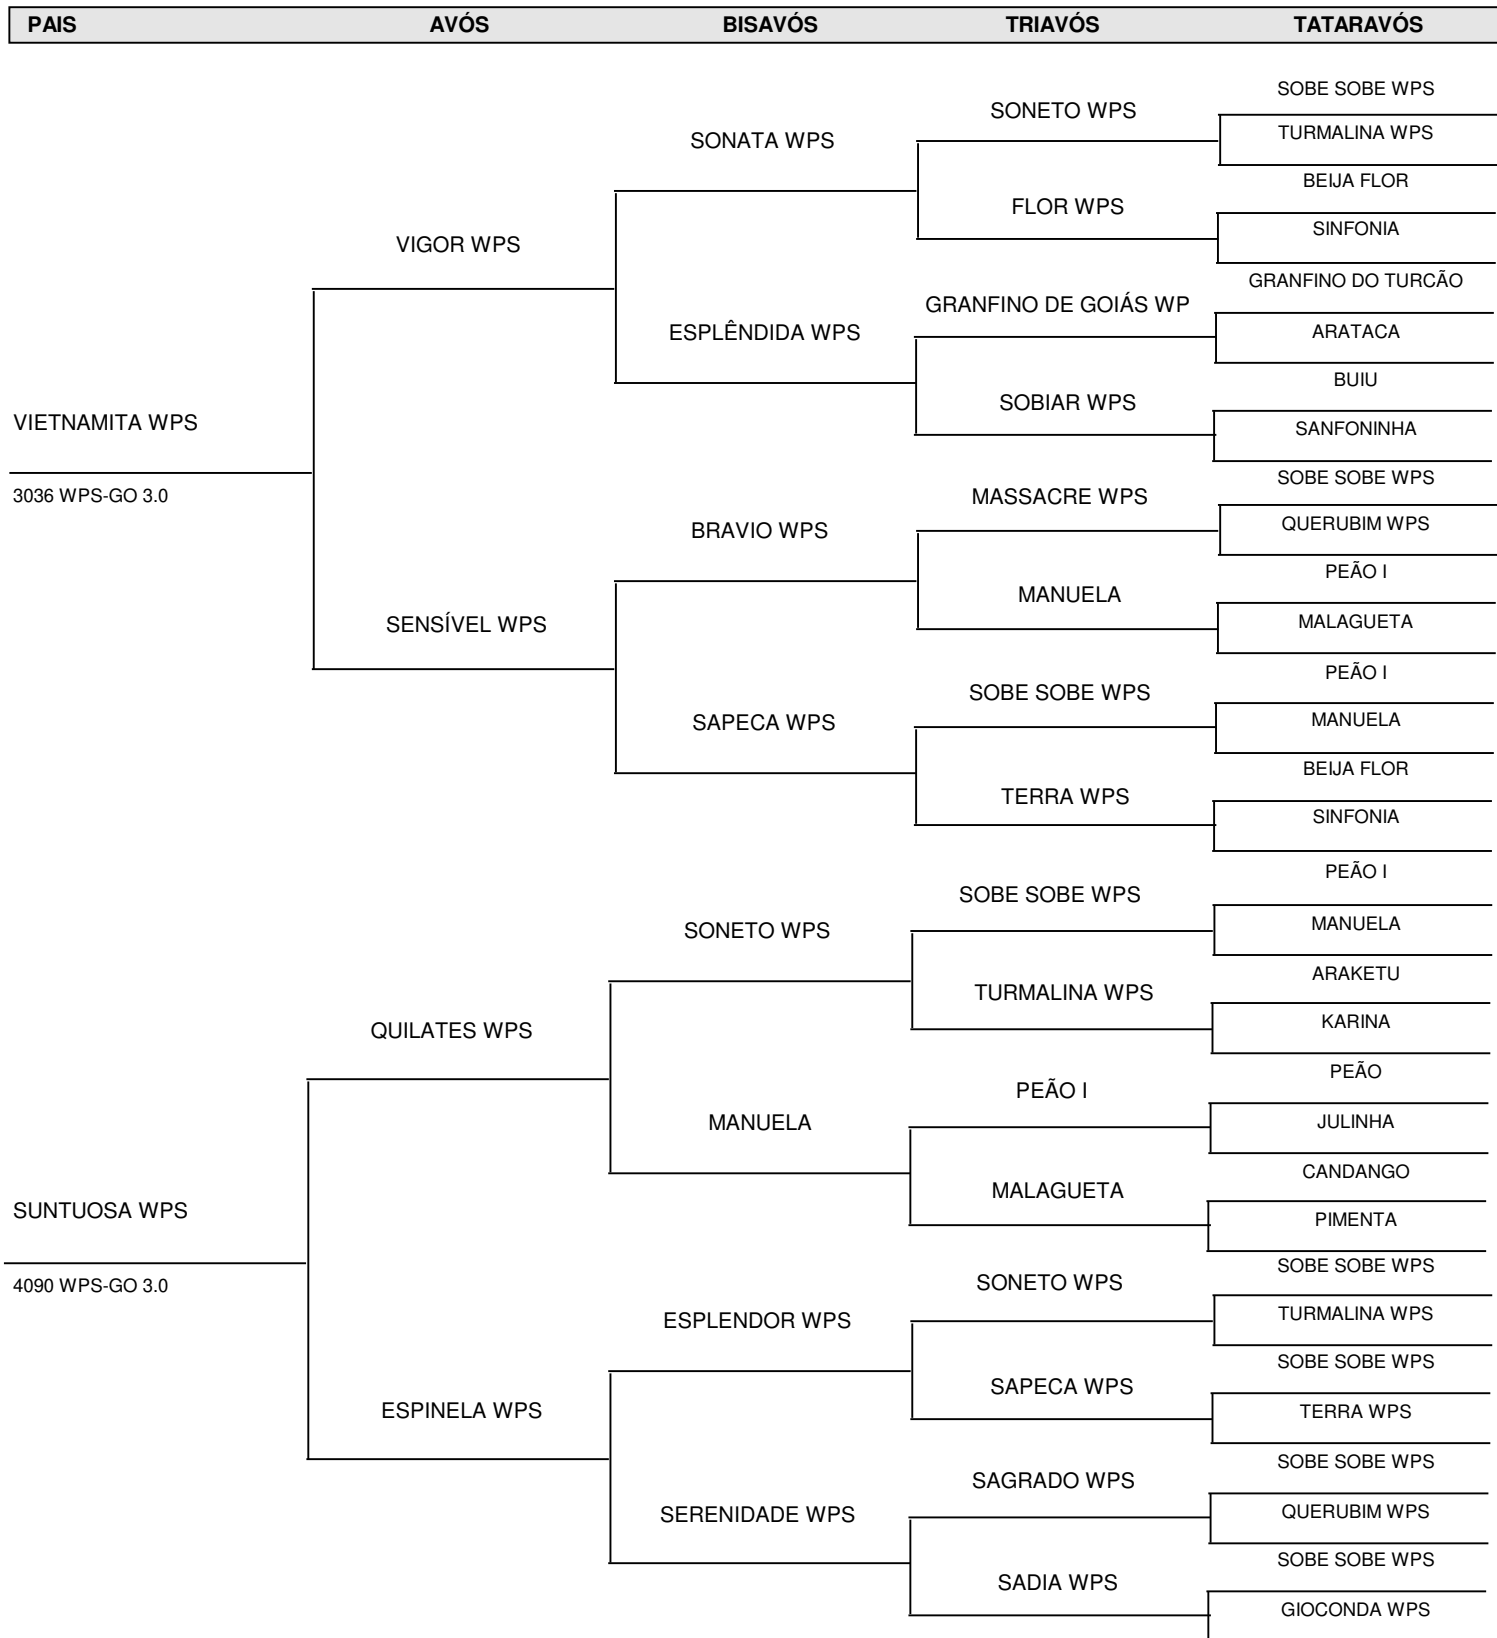 PAIS AVÓS BISAVÓS TRIAVÓS TATARAVÓS
SOBE SOBE WPS
SONETO WPS
TURMALINA WPS
SONATA WPS
BEIJA FLOR
FLOR WPS
SINFONIA
VIGOR WPS
GRANFINO DO TURCÃO
GRANFINO DE GOIÁS WP
ARATACA
ESPLÊNDIDA WPS
BUIU
SOBIAR WPS
SANFONINHA
VIETNAMITA WPS
3036 WPS-GO 3.0
SOBE SOBE WPS
MASSACRE WPS
QUERUBIM WPS
BRAVIO WPS
PEÃO I
MANUELA
MALAGUETA
SENSÍVEL WPS
PEÃO I
SOBE SOBE WPS
MANUELA
SAPECA WPS
BEIJA FLOR
TERRA WPS
SINFONIA
PEÃO I
SOBE SOBE WPS
MANUELA
SONETO WPS
ARAKETU
TURMALINA WPS
KARINA
QUILATES WPS
PEÃO
PEÃO I
JULINHA
MANUELA
CANDANGO
MALAGUETA
PIMENTA
SUNTUOSA WPS
4090 WPS-GO 3.0
SOBE SOBE WPS
SONETO WPS
TURMALINA WPS
ESPLENDOR WPS
SOBE SOBE WPS
SAPECA WPS
TERRA WPS
ESPINELA WPS
SOBE SOBE WPS
SAGRADO WPS
QUERUBIM WPS
SERENIDADE WPS
SOBE SOBE WPS
SADIA WPS
GIOCONDA WPS